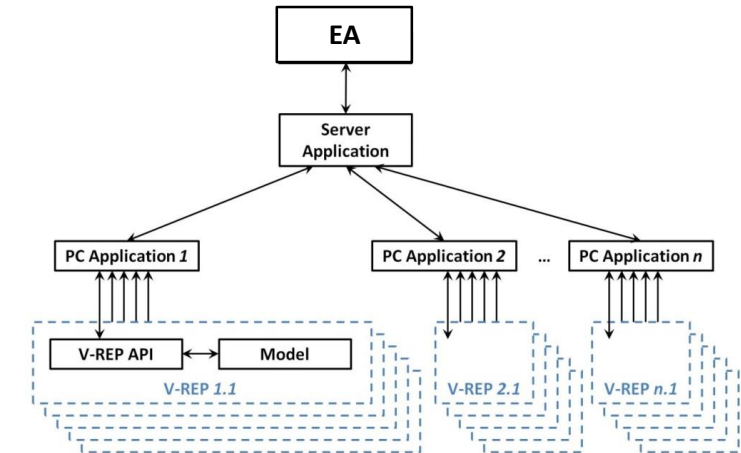 EA
Server
Application
PC Application 1
PC Application 2
...
PC Application n
V-REP API
Model
V-REP 1.1
V-REP 2.1
V-REP n.1